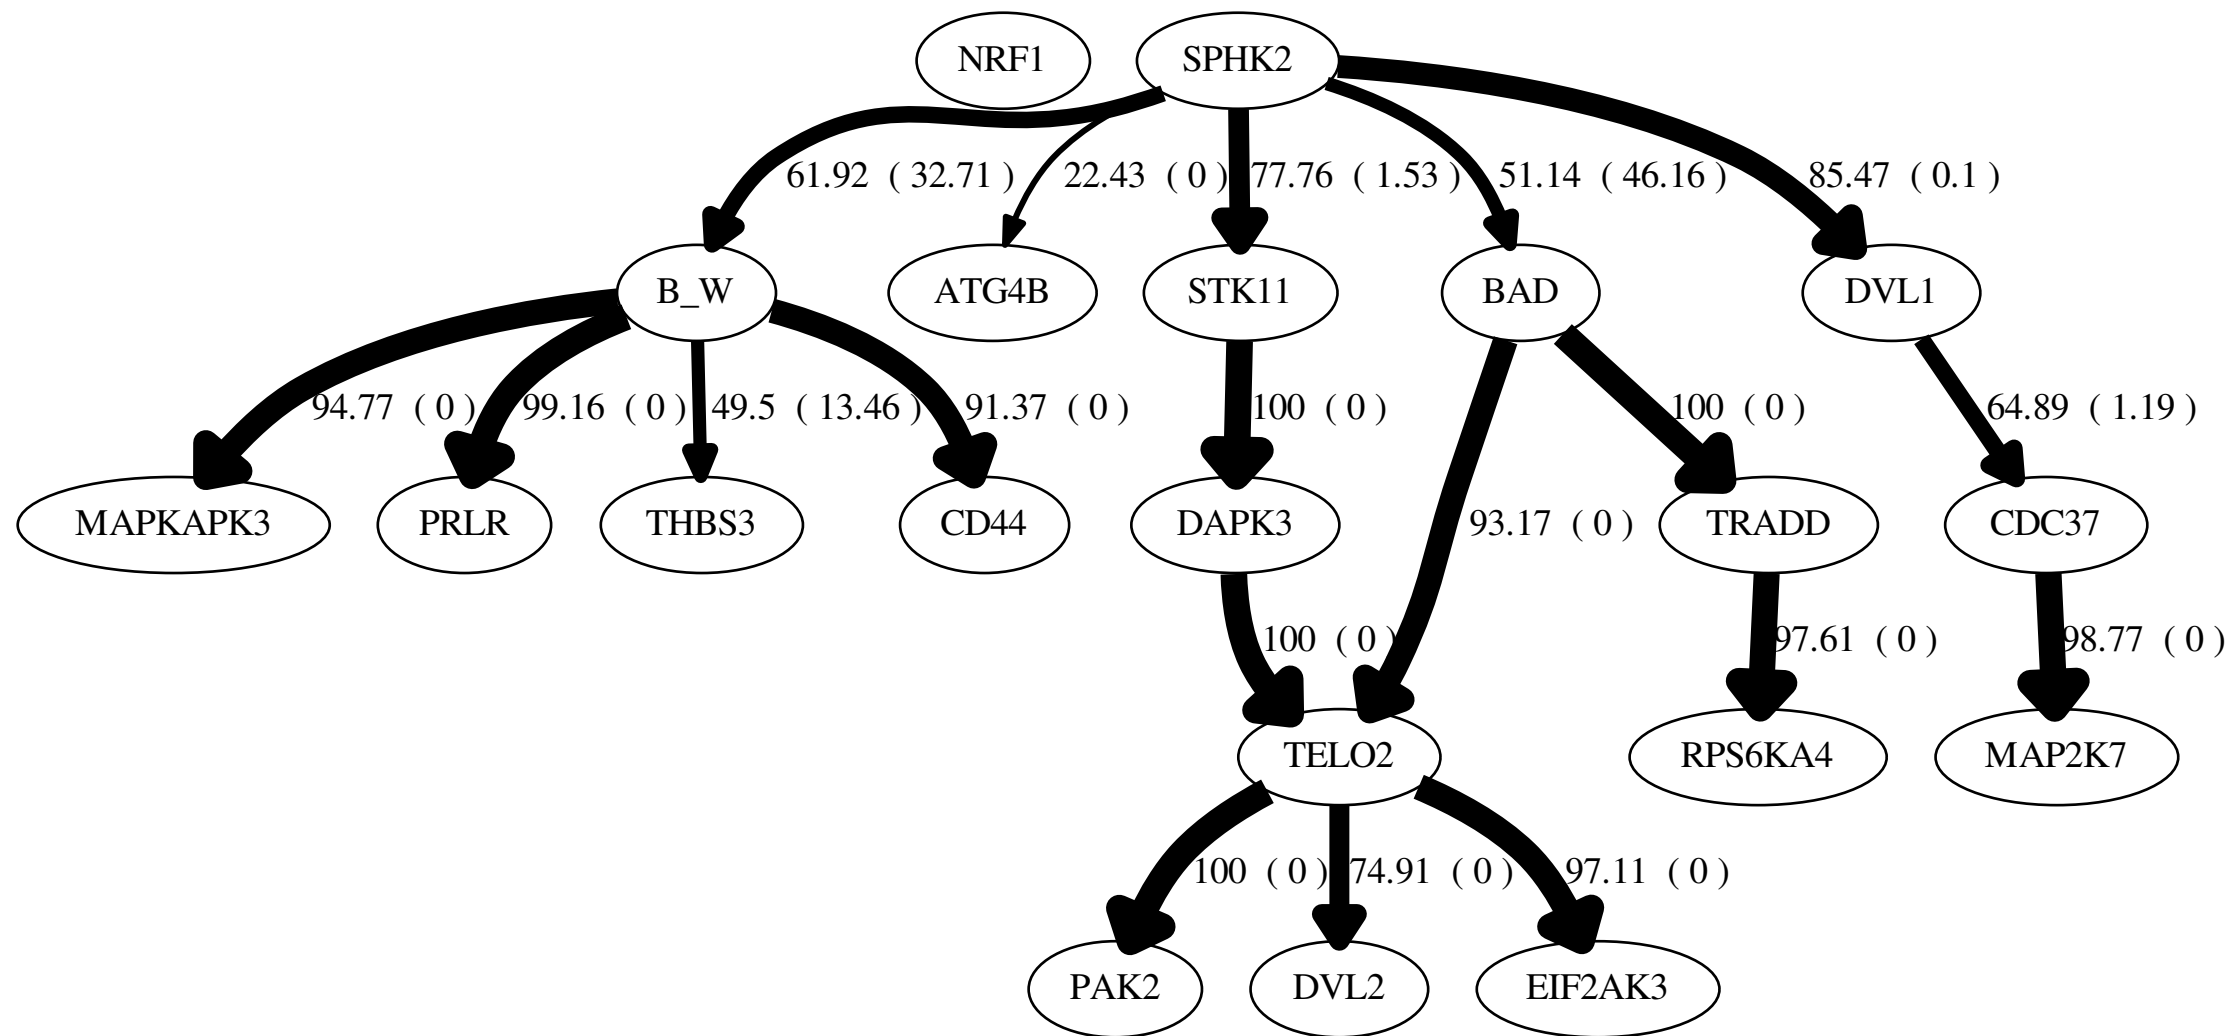 NRF1 SPHK2
61.92 ( 32.71 ) 22.43 ( 0 ) 77.76 ( 1.53 ) 51.14 ( 46.16 ) 85.47 ( 0.1 )
B_W ATG4B STK11 BAD DVL1
94.77 ( 0 ) 99.16 ( 0 ) 49.5 ( 13.46 ) 91.37 ( 0 ) 100 ( 0 ) 100 ( 0 ) 64.89 ( 1.19 )
MAPKAPK3 PRLR THBS3 CD44 DAPK3 93.17 ( 0 ) TRADD CDC37
100 ( 0 ) 97.61 ( 0 ) 98.77 ( 0 )
TELO2 RPS6KA4 MAP2K7
100 ( 0 ) 74.91 ( 0 ) 97.11 ( 0 )
PAK2 DVL2 EIF2AK3